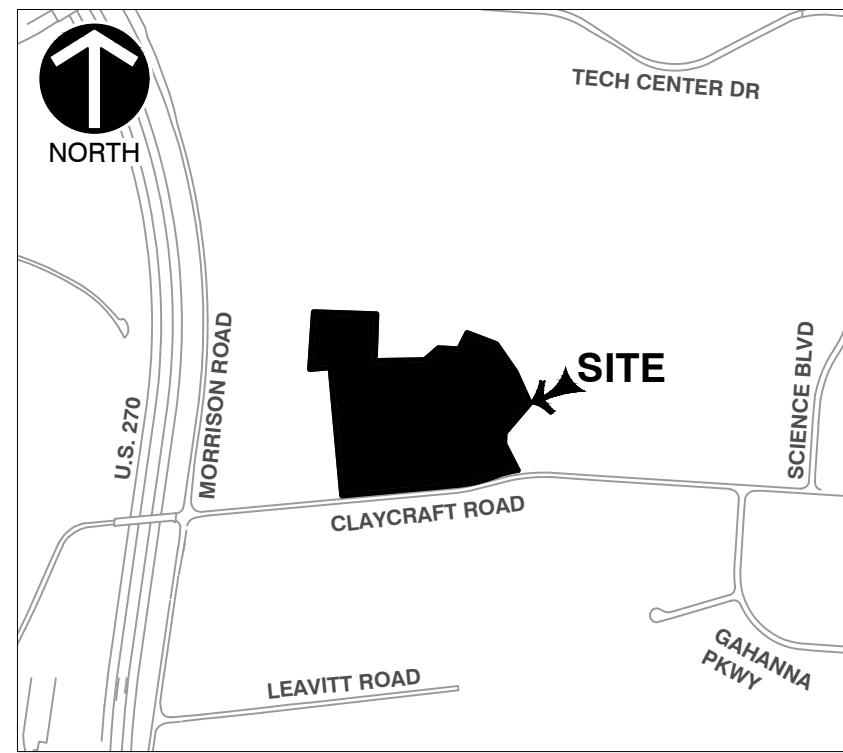 TECH CENTER DR
NORTH
SITE
MORRISON ROAD
SCIENCE BLVD
U.S. 270
CLAYCRAFT ROAD
GAHANNA
PKWY
LEAVITT ROAD